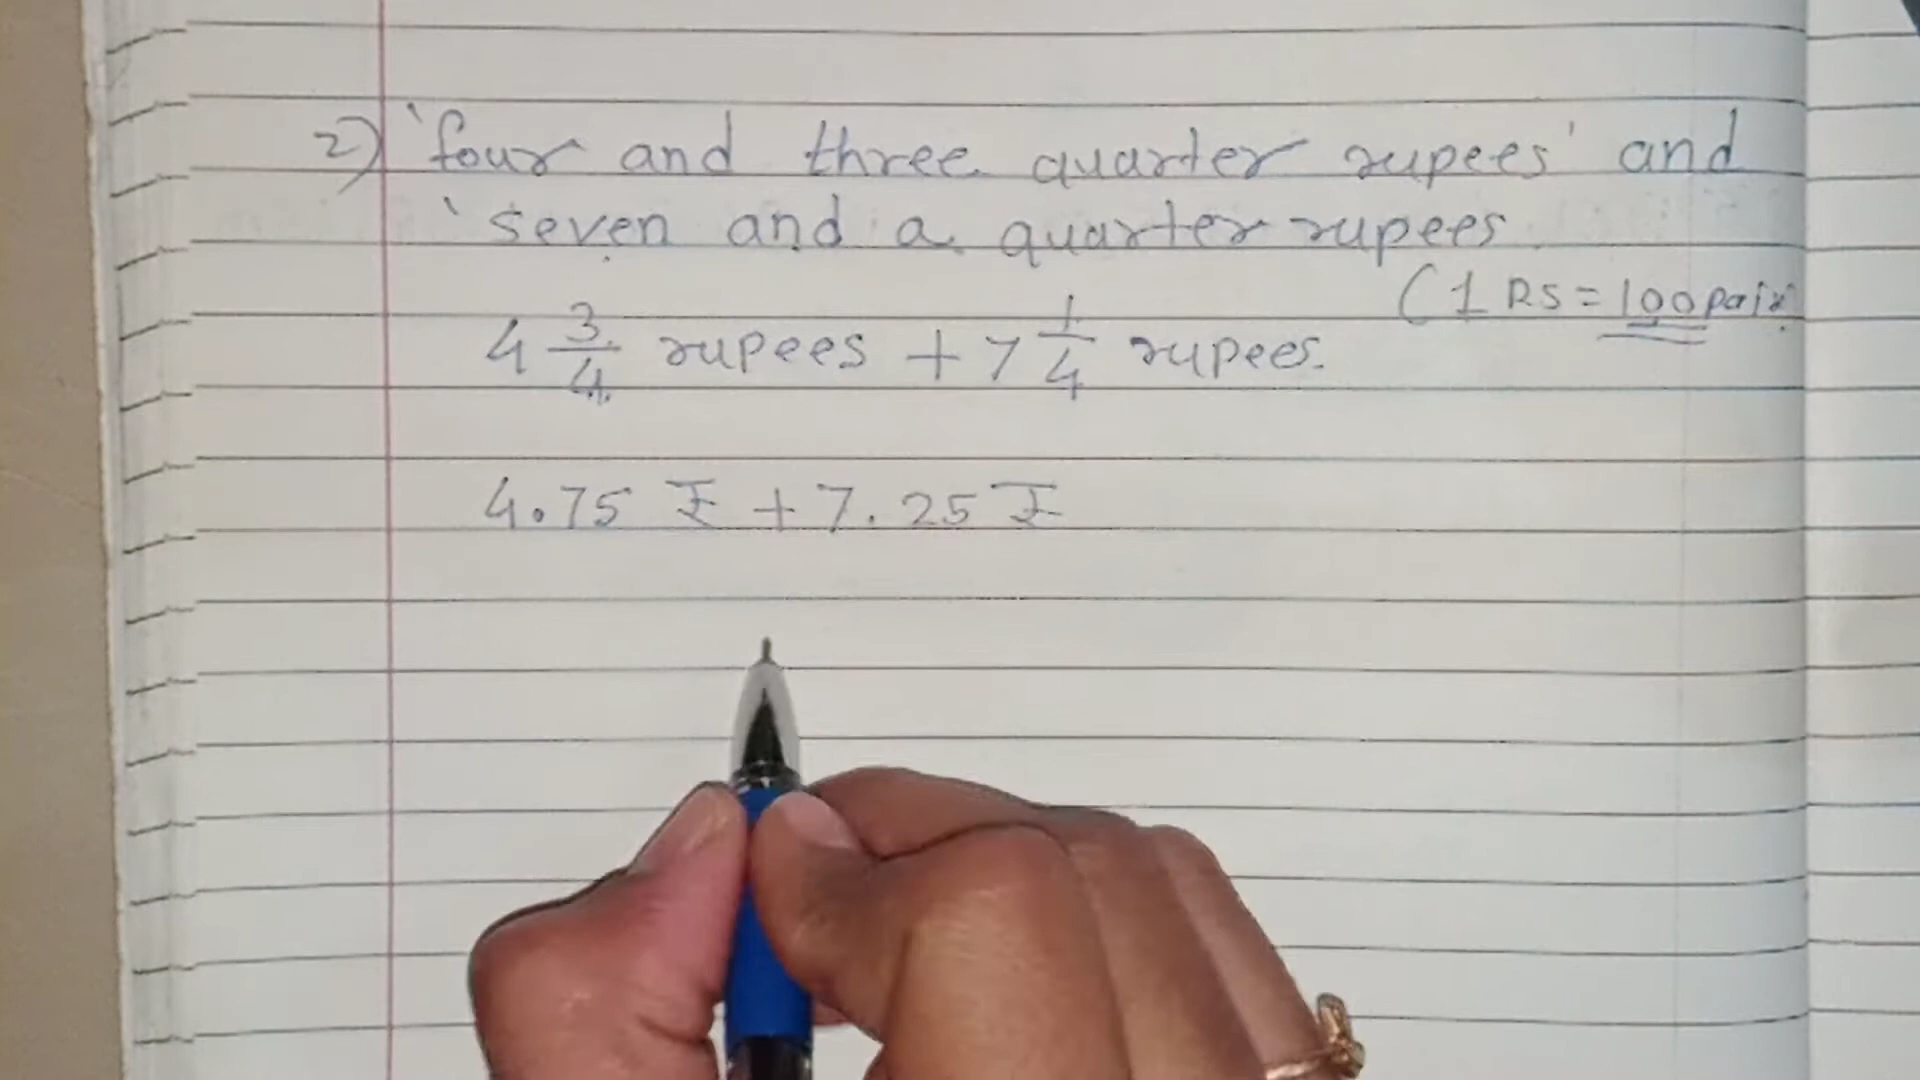 2) 'four and three quarter rupees' and
'seven and a quarter rupees
(1 RS = 100 paix
4 3/4 rupees + 7 1/4 rupees.
4.75 ₹ + 7.25 ₹